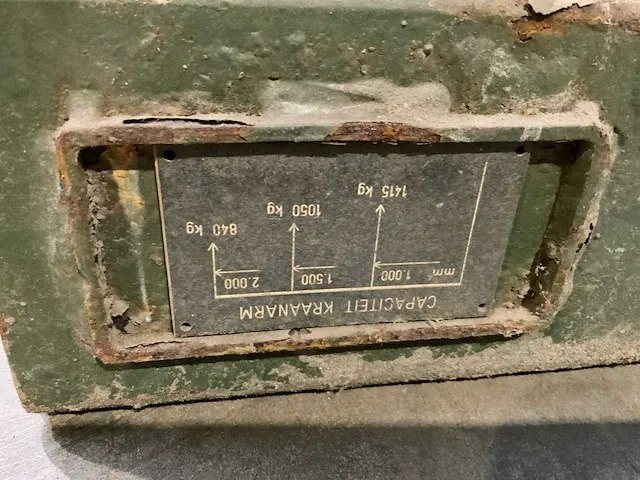 CAPACITEIT KRAANARM
mm 1.000 1.500 2.000
1415 kg 1050 kg 840 kg